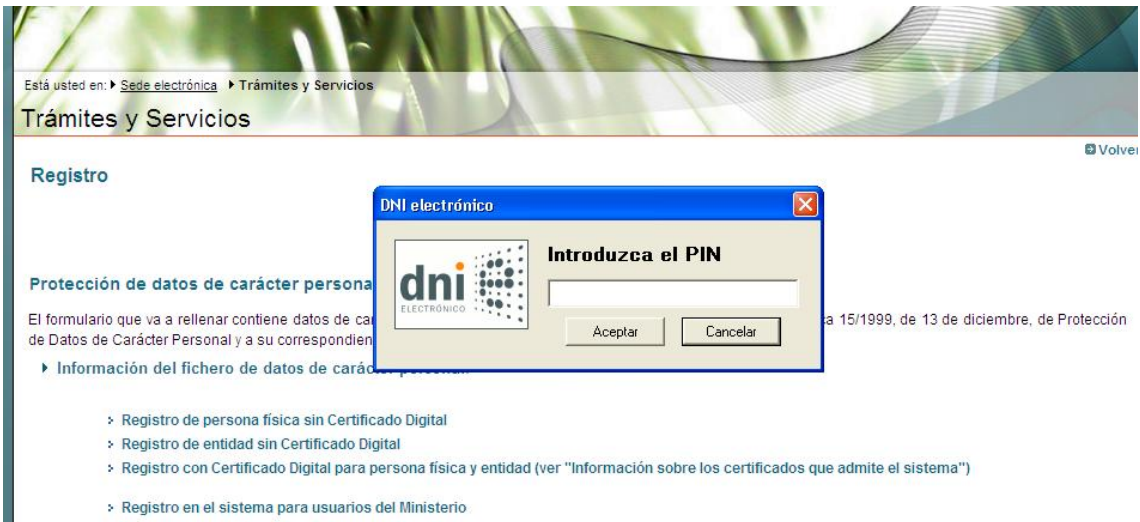 Está usted en: Sede electrónica Trámites y Servicios
Trámites y Servicios
Volver
Registro
DNI electrónico
dni
ELECTRÓNICO
Introduzca el PIN
Aceptar Cancelar
Protección de datos de carácter persona
El formulario que va a rellenar contiene datos de ca a 15/1999, de 13 de diciembre, de Protección
de Datos de Carácter Personal y a su correspondien
Información del fichero de datos de carác
Registro de persona física sin Certificado Digital
Registro de entidad sin Certificado Digital
Registro con Certificado Digital para persona física y entidad (ver "Información sobre los certificados que admite el sistema")
Registro en el sistema para usuarios del Ministerio